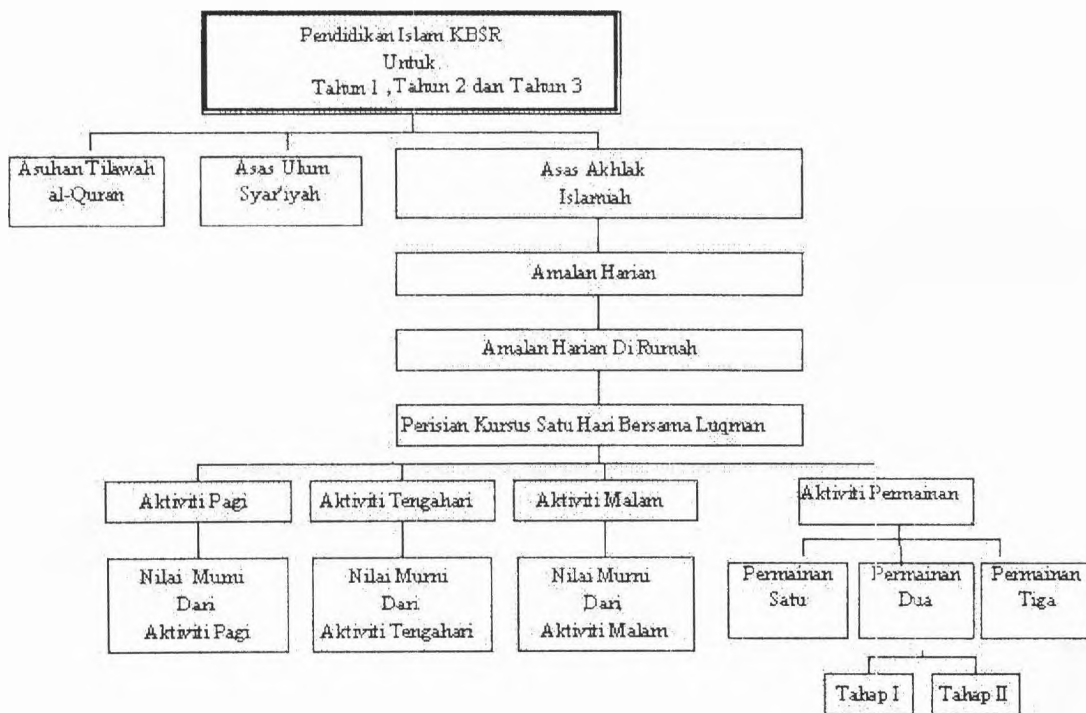 Pendidikan Islam KBSR
Untuk
Tahun 1 , Tahun 2 dan Tahun 3
Asuhan Tilawah
al-Quran
Asas Ulum
Syar'iyah
Asas Akhlak
Islamiah
Amalan Harian
Amalan Harian Di Rumah
Perisian Kursus Satu Hari Bersama Luqman
Aktiviti Pagi
Aktiviti Tengahari
Aktiviti Malam
Aktiviti Permainan
Nilai Murni
Dari
Aktiviti Pagi
Nilai Murni
Dari
Aktiviti Tengahari
Nilai Murni
Dari
Aktiviti Malam
Permainan
Satu
Permainan
Dua
Permainan
Tiga
Tahap I
Tahap II